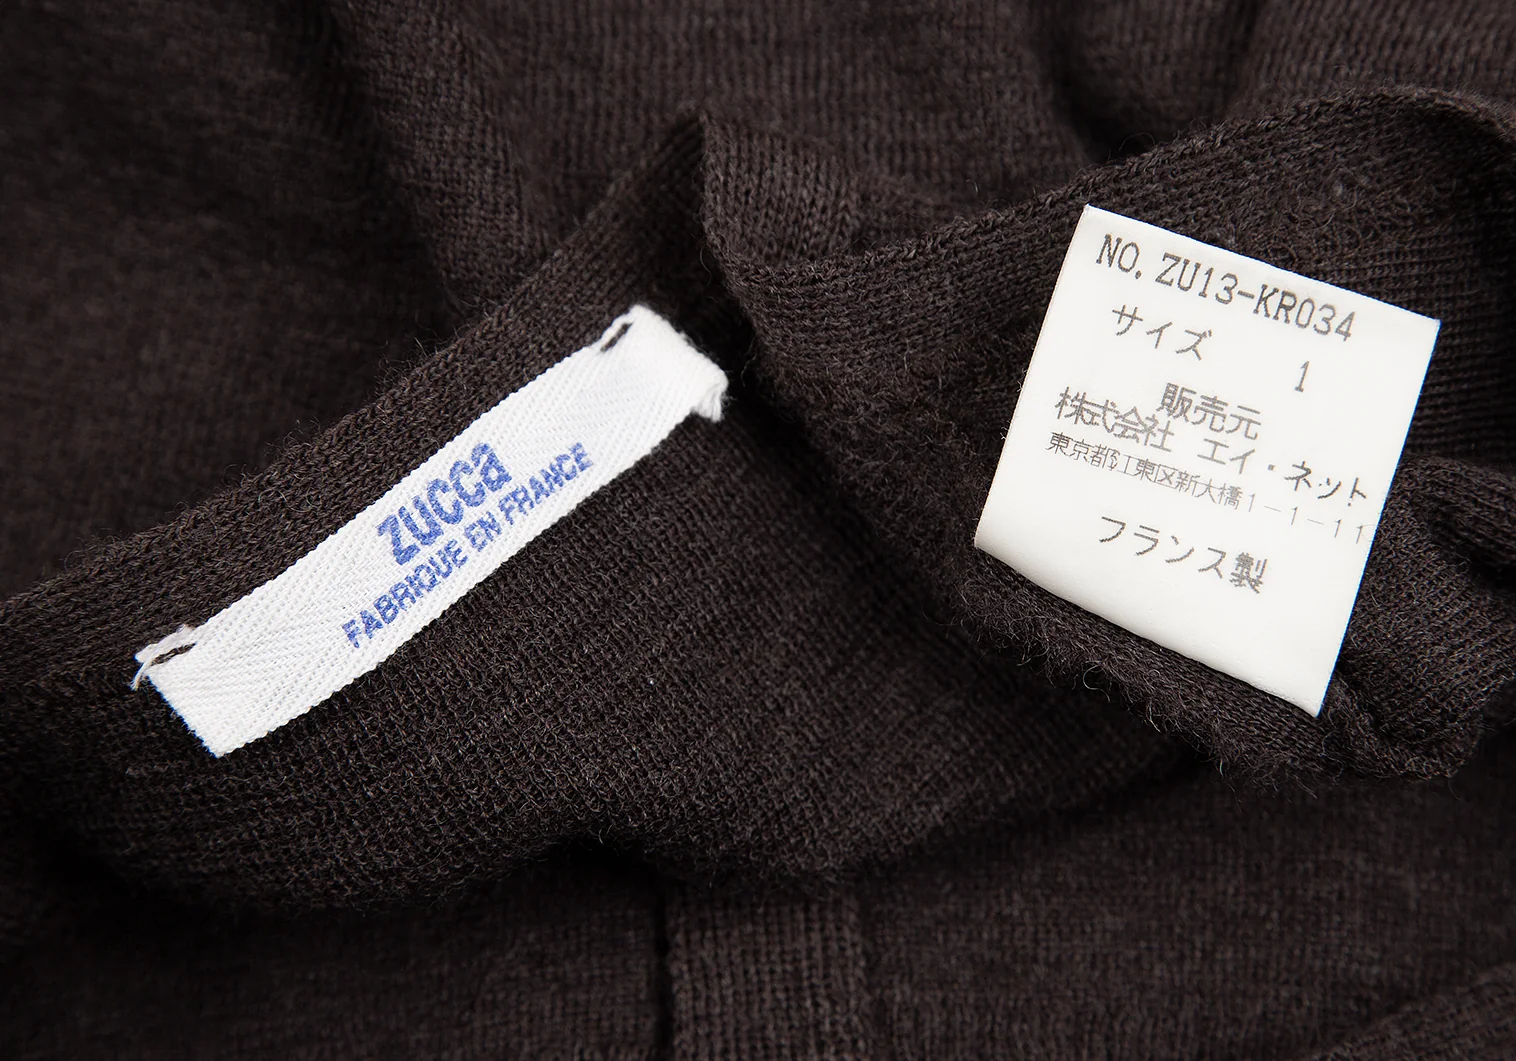 zucca
FABRIQUE EN FRANCE
NO. ZU13-KR034
サイズ 1
販売元
株式会社 エイ・ネット
東京都江東区新大橋1-1-11
フランス製